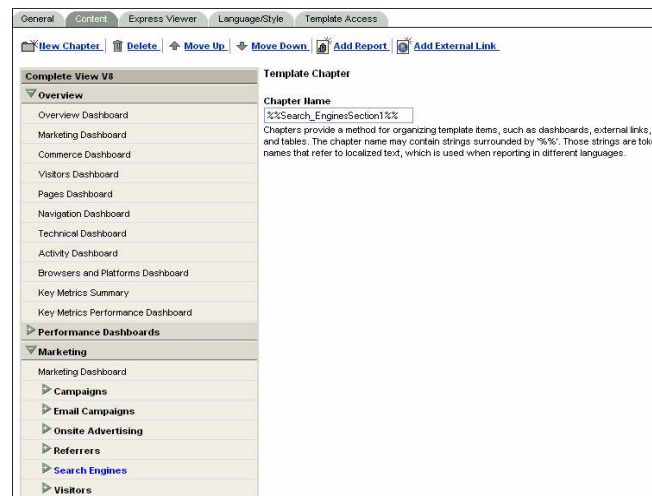 General Content Express Viewer Language/Style Template Access
New Chapter Delete Move Up Move Down Add Report Add External Link
Complete View V8
Overview
Overview Dashboard
Marketing Dashboard
Commerce Dashboard
Visitors Dashboard
Pages Dashboard
Navigation Dashboard
Technical Dashboard
Activity Dashboard
Browsers and Platforms Dashboard
Key Metrics Summary
Key Metrics Performance Dashboard
Performance Dashboards
Marketing
Marketing Dashboard
Campaigns
Email Campaigns
Onsite Advertising
Referrers
Search Engines
Visitors
Template Chapter
Chapter Name
%%Search_EnginesSection1%%
Chapters provide a method for organizing template items, such as dashboards, external links,
and tables. The chapter name may contain strings surrounded by '%%'. Those strings are tok
names that refer to localized text, which is used when reporting in different languages.